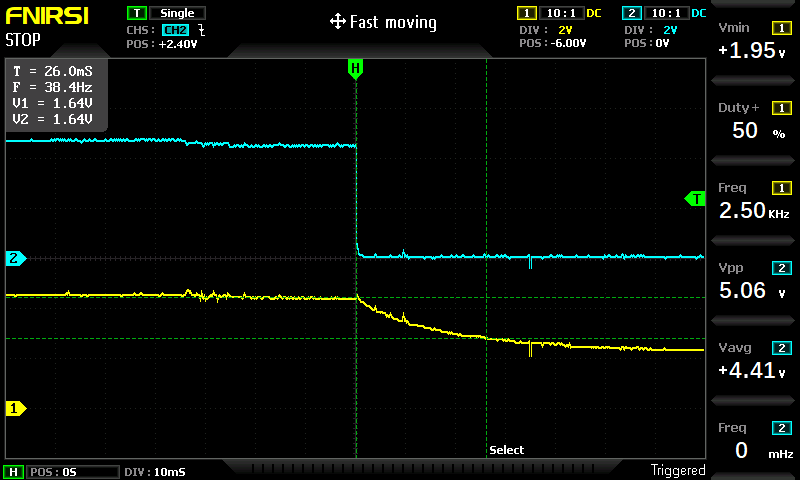 FNIRSI
STOP
T Single
CHS: CH2
POS: +2.40V
Fast moving
1 10:1 DC
DIV: 2V
POS: -6.00V
2 10:1 DC
DIV: 2V
POS: 0V
T = 26.0mS
F = 38.4Hz
V1 = 1.64V
V2 = 1.64V
H
T
2
1
Select
Vmin 1
+1.95V
Duty+ 1
50 %
Freq 1
2.50KHz
Vpp 2
5.06 V
Vavg 2
+4.41V
Freq 2
0 mHz
H POS: 0S DIV: 10mS
Triggered